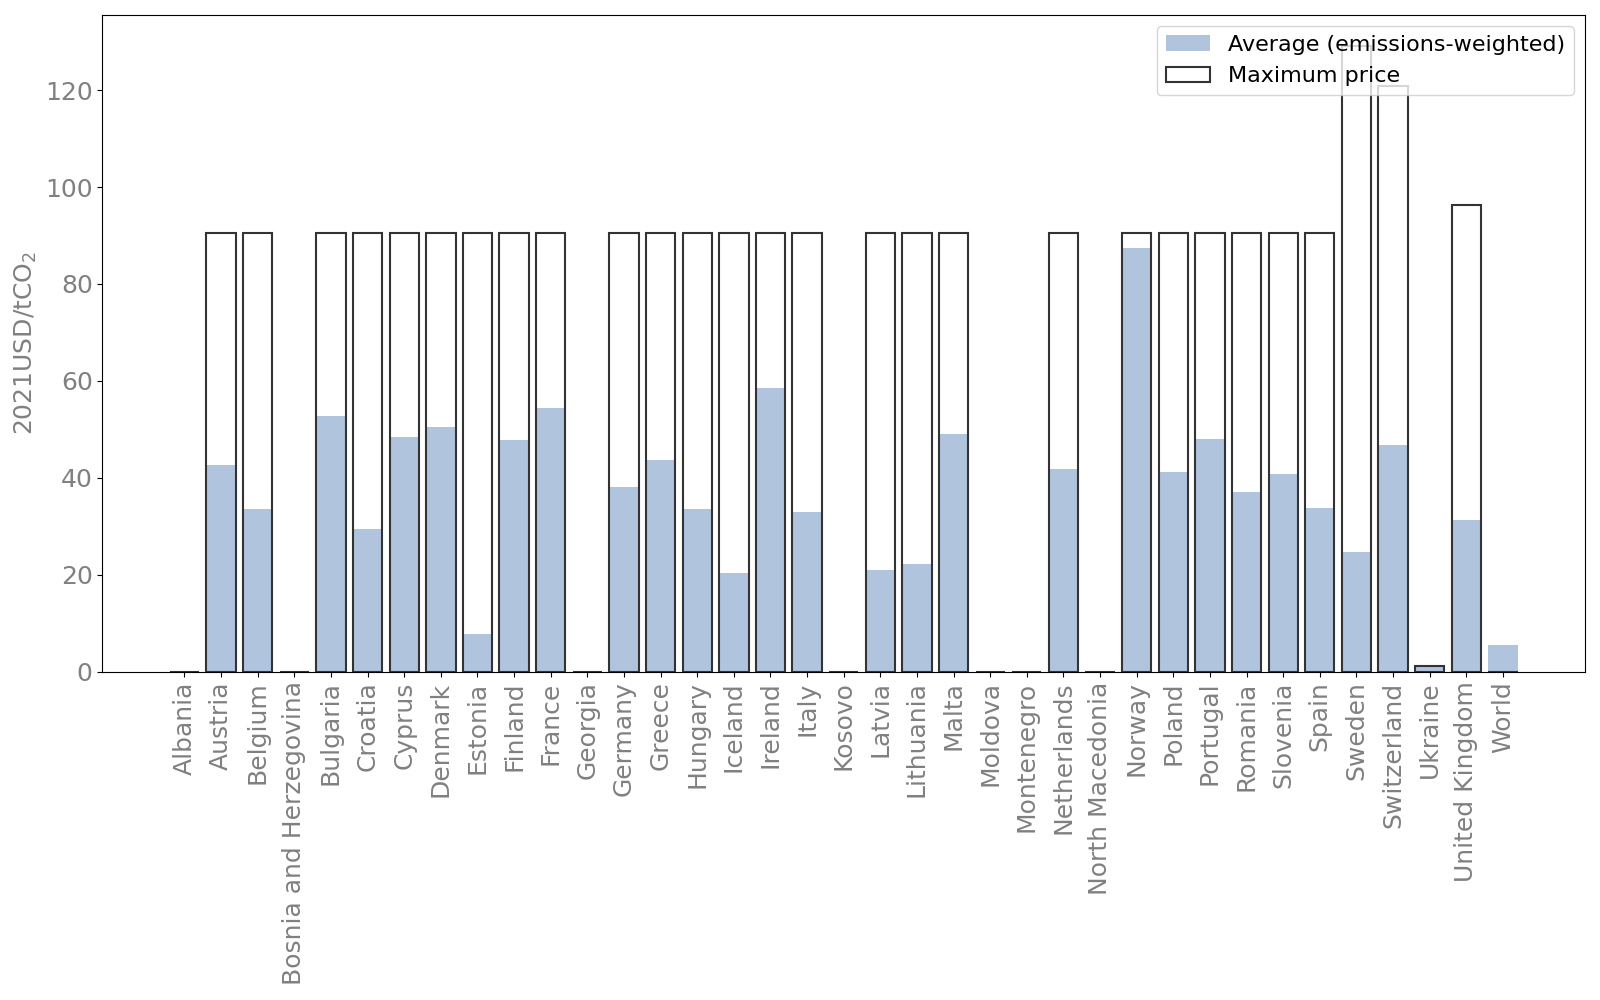 Average (emissions-weighted)
Maximum price
2021USD/tCO₂
120
100
80
60
40
20
0
Albania
Austria
Belgium
Bosnia and Herzegovina
Bulgaria
Croatia
Cyprus
Denmark
Estonia
Finland
France
Georgia
Germany
Greece
Hungary
Iceland
Ireland
Italy
Kosovo
Latvia
Lithuania
Malta
Moldova
Montenegro
Netherlands
North Macedonia
Norway
Poland
Portugal
Romania
Slovenia
Spain
Sweden
Switzerland
Ukraine
United Kingdom
World